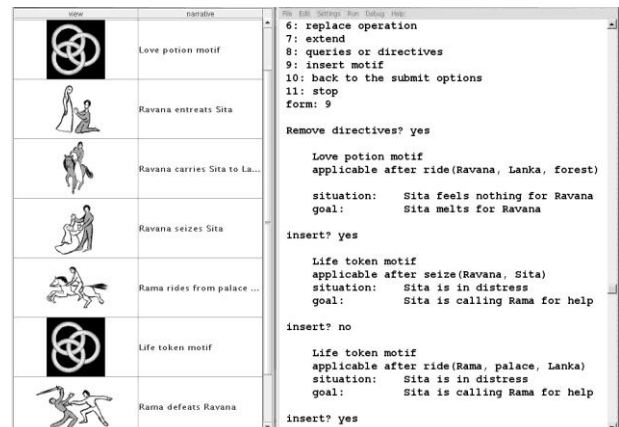 view
narrative
Love potion motif
Ravana entreats Sita
Ravana carries Sita to La...
Ravana seizes Sita
Rama rides from palace ...
Life token motif
Rama defeats Ravana
File Edit Settings Run Debug Help
6: replace operation
7: extend
8: queries or directives
9: insert motif
10: back to the submit options
11: stop
form: 9
Remove directives? yes
Love potion motif
applicable after ride(Ravana, Lanka, forest)
situation: Sita feels nothing for Ravana
goal: Sita melts for Ravana
insert? yes
Life token motif
applicable after seize(Ravana, Sita)
situation: Sita is in distress
goal: Sita is calling Rama for help
insert? no
Life token motif
applicable after ride(Rama, palace, Lanka)
situation: Sita is in distress
goal: Sita is calling Rama for help
insert? yes